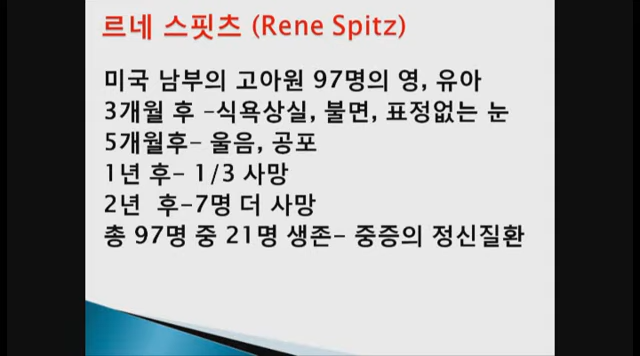 르네 스핏츠 (Rene Spitz)
미국 남부의 고아원 97명의 영, 유아
3개월 후 -식욕상실, 불면, 표정없는 눈
5개월후- 울음, 공포
1년 후- 1/3 사망
2년 후-7명 더 사망
총 97명 중 21명 생존- 중증의 정신질환